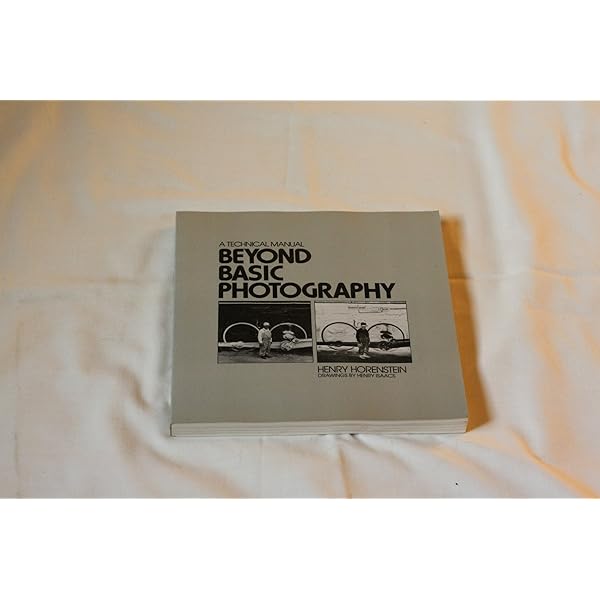 A TECHNICAL MANUAL
BEYOND
BASIC
PHOTOGRAPHY
HENRY HORENSTEIN
DRAWINGS BY HENRY ISAACS